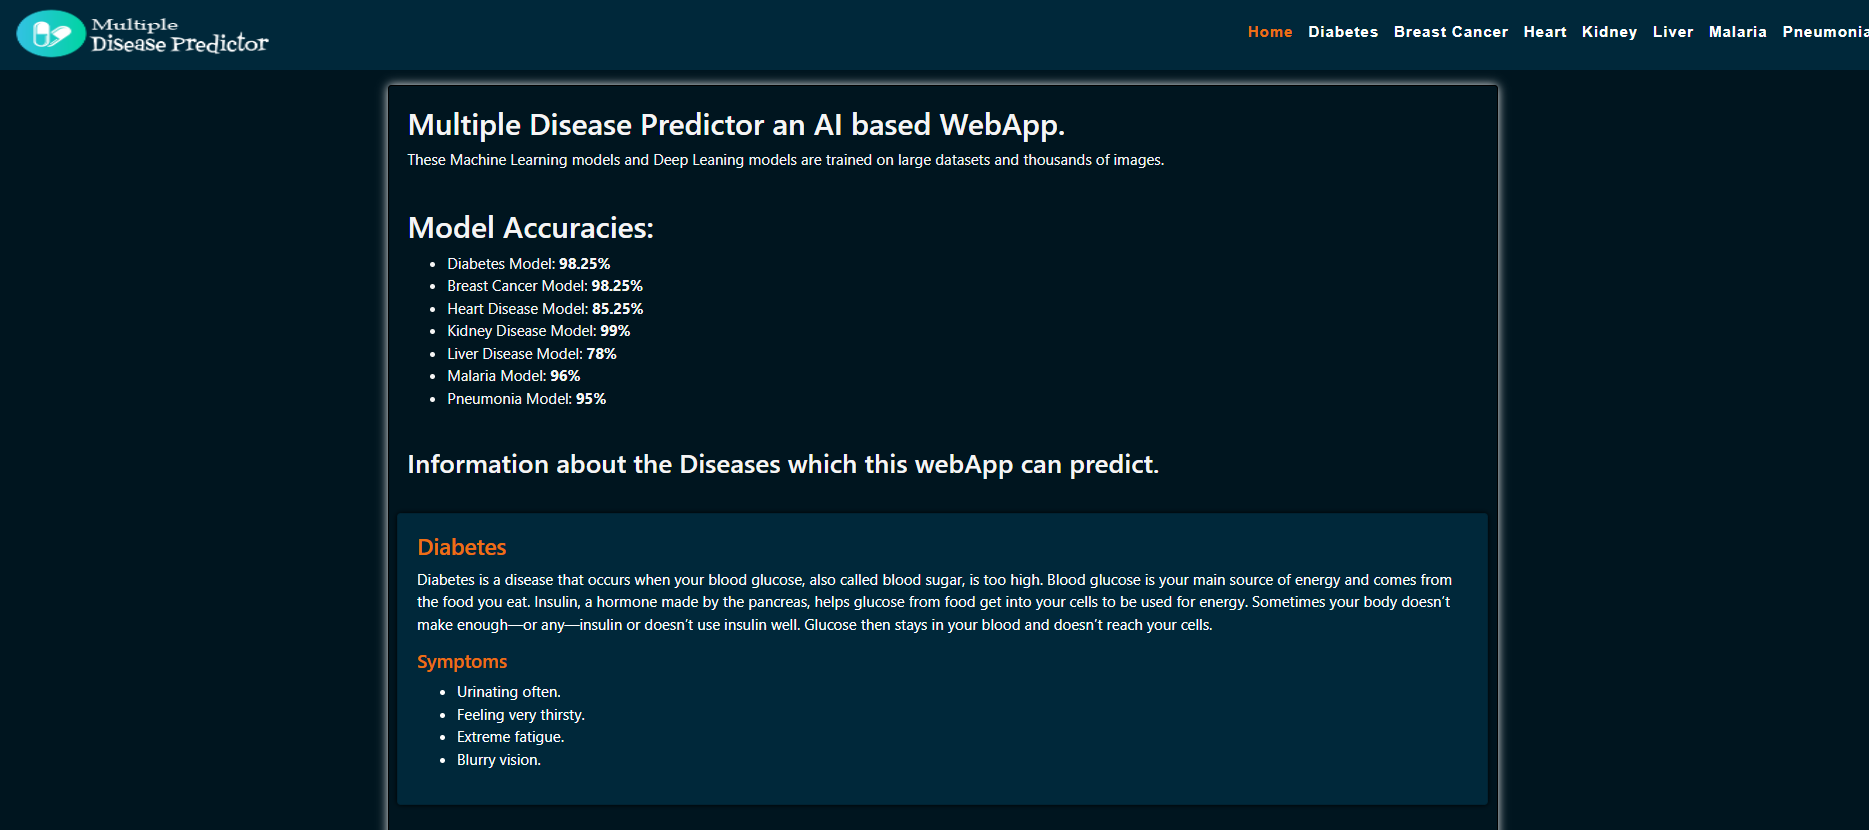 Multiple
Disease Predictor
Home Diabetes Breast Cancer Heart Kidney Liver Malaria Pneumonia
Multiple Disease Predictor an AI based WebApp.
These Machine Learning models and Deep Leaning models are trained on large datasets and thousands of images.
Model Accuracies:
• Diabetes Model: 98.25%
• Breast Cancer Model: 98.25%
• Heart Disease Model: 85.25%
• Kidney Disease Model: 99%
• Liver Disease Model: 78%
• Malaria Model: 96%
• Pneumonia Model: 95%
Information about the Diseases which this webApp can predict.
Diabetes
Diabetes is a disease that occurs when your blood glucose, also called blood sugar, is too high. Blood glucose is your main source of energy and comes from
the food you eat. Insulin, a hormone made by the pancreas, helps glucose from food get into your cells to be used for energy. Sometimes your body doesn’t
make enough—or any—insulin or doesn’t use insulin well. Glucose then stays in your blood and doesn’t reach your cells.
Symptoms
• Urinating often.
• Feeling very thirsty.
• Extreme fatigue.
• Blurry vision.